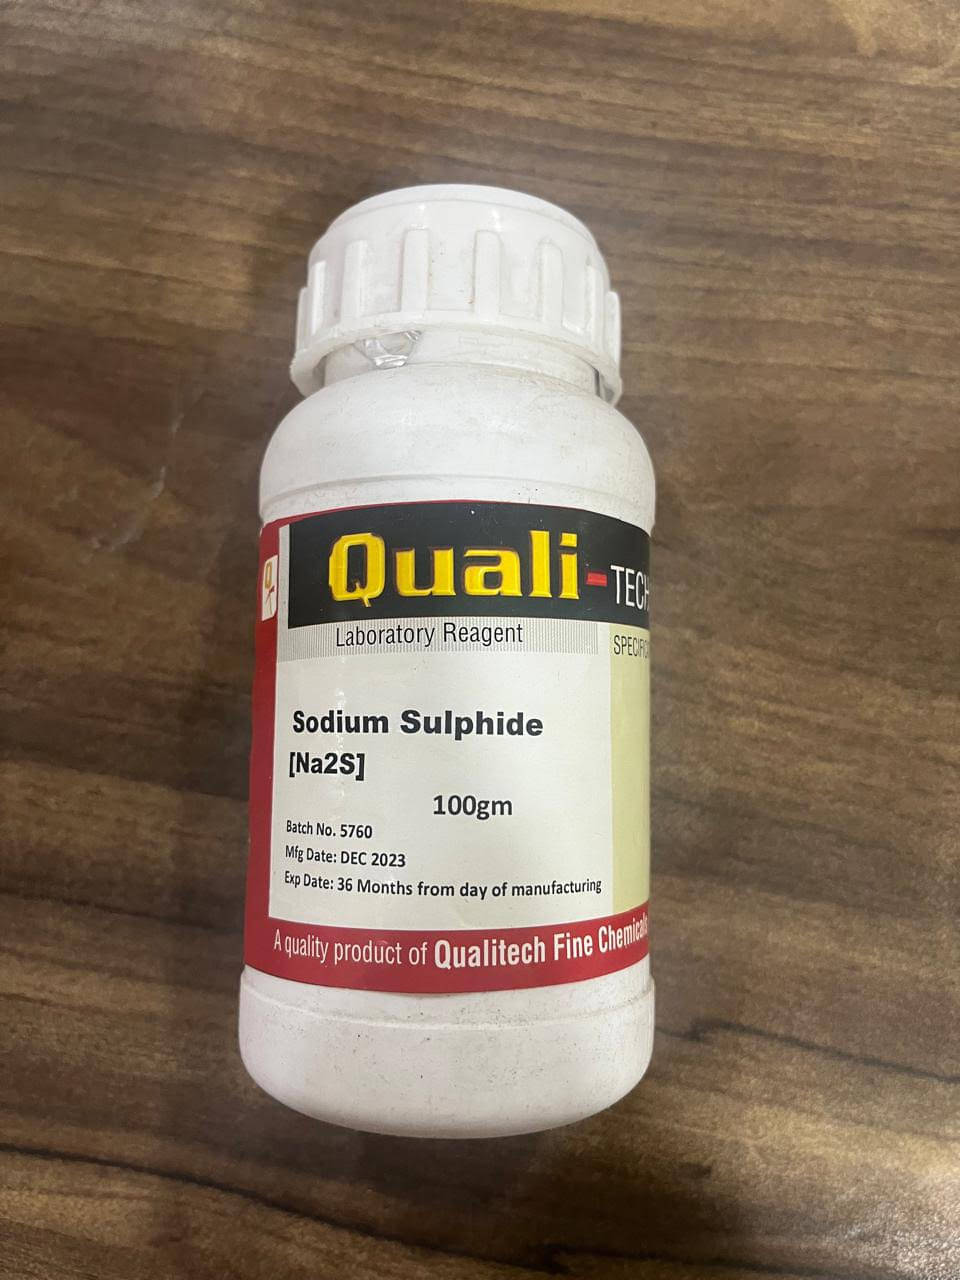 Quali-TECH
Laboratory Reagent
Sodium Sulphide
[Na2S]
100gm
Batch No. 5760
Mfg Date: DEC 2023
Exp Date: 36 Months from day of manufacturing
A quality product of Qualitech Fine Chemicals